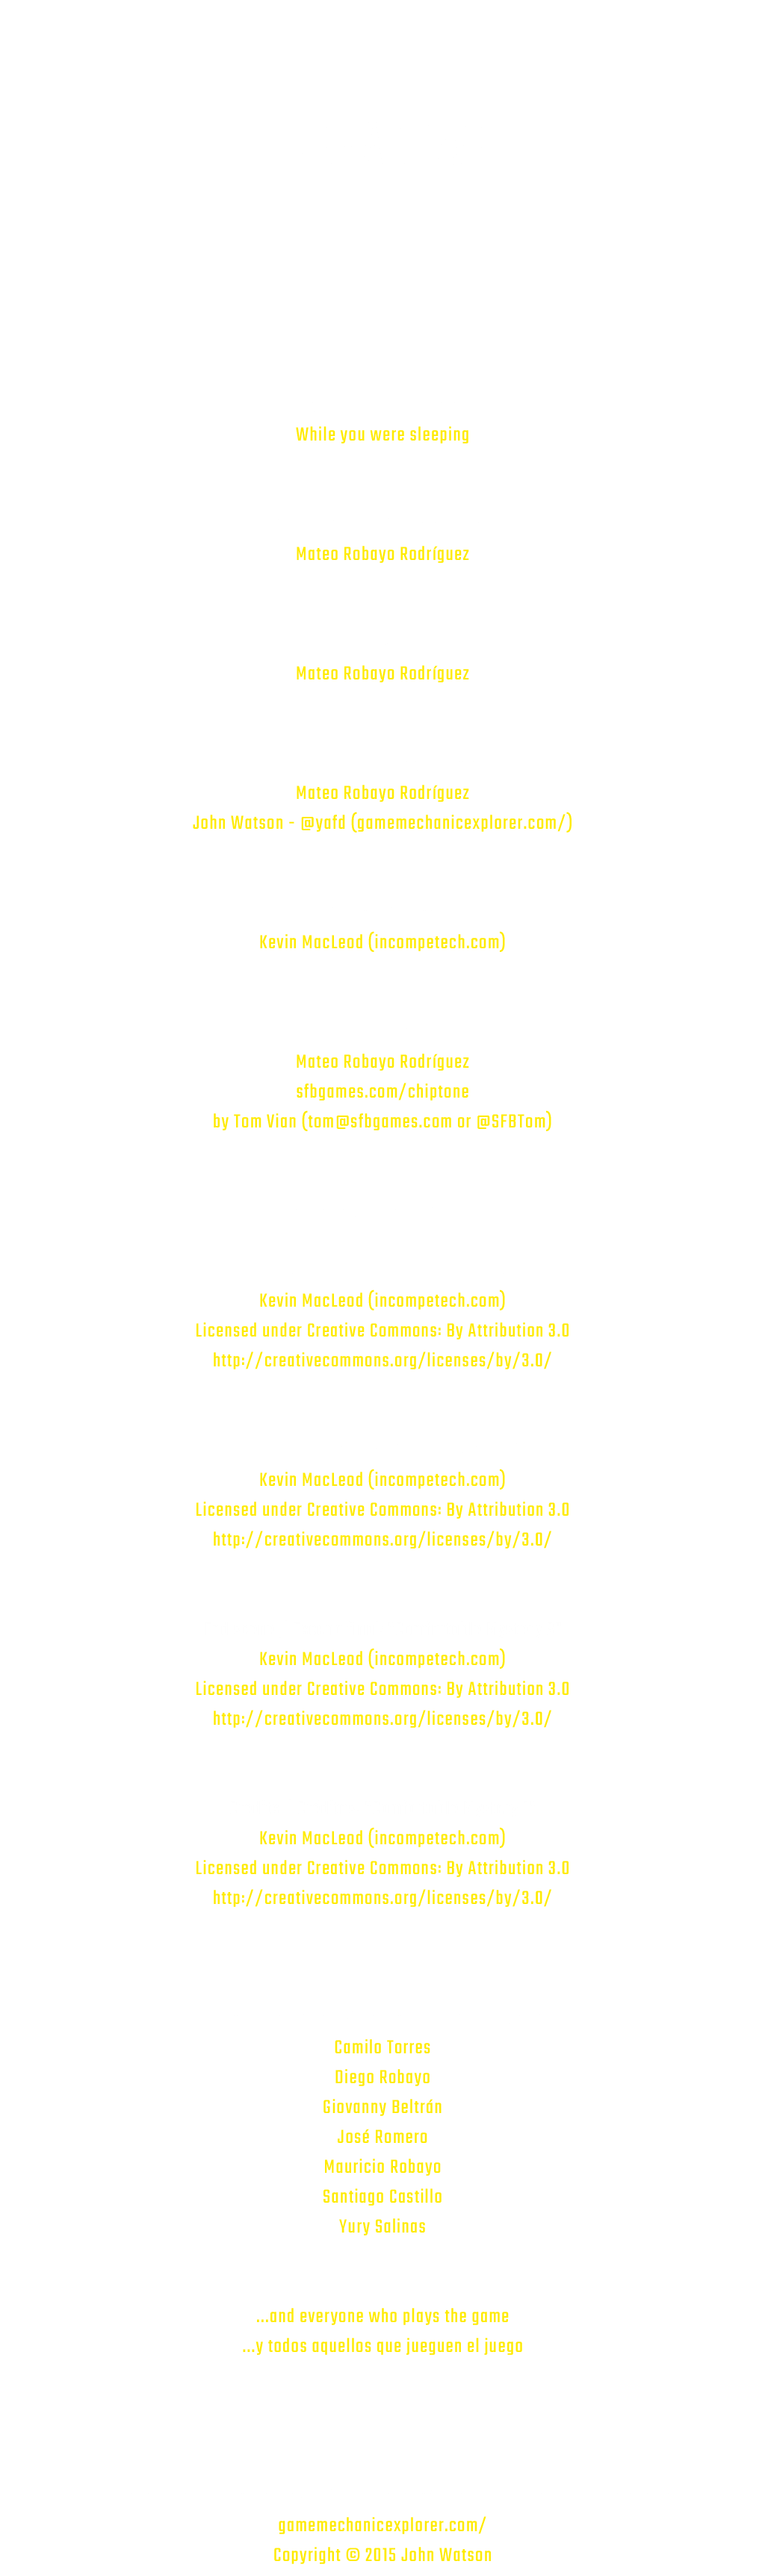 While you were sleeping
Mateo Robayo Rodríguez
Mateo Robayo Rodríguez
Mateo Robayo Rodríguez
John Watson - @yafd (gamemechanicexplorer.com/)
Kevin MacLeod (incompetech.com)
Mateo Robayo Rodríguez
sfbgames.com/chiptone
by Tom Vian (tom@sfbgames.com or @SFBTom)
Kevin MacLeod (incompetech.com)
Licensed under Creative Commons: By Attribution 3.0
http://creativecommons.org/licenses/by/3.0/
Kevin MacLeod (incompetech.com)
Licensed under Creative Commons: By Attribution 3.0
http://creativecommons.org/licenses/by/3.0/
Kevin MacLeod (incompetech.com)
Licensed under Creative Commons: By Attribution 3.0
http://creativecommons.org/licenses/by/3.0/
Kevin MacLeod (incompetech.com)
Licensed under Creative Commons: By Attribution 3.0
http://creativecommons.org/licenses/by/3.0/
Camilo Torres
Diego Robayo
Giovanny Beltrán
José Romero
Mauricio Robayo
Santiago Castillo
Yury Salinas
...and everyone who plays the game
...y todos aquellos que jueguen el juego
gamemechanicexplorer.com/
Copyright © 2015 John Watson